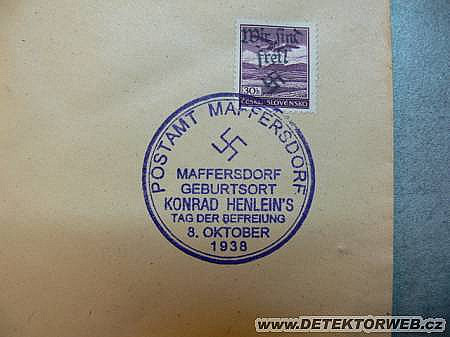 Wir sind
frei!
30h
ČESKO-SLOVENSKO
POSTAMT MAFFERSDORF
MAFFERSDORF
GEBURTSORT
KONRAD HENLEIN'S
TAG DER BEFREIUNG
8. OKTOBER
1938
WWW.DETEKTORWEB.CZ